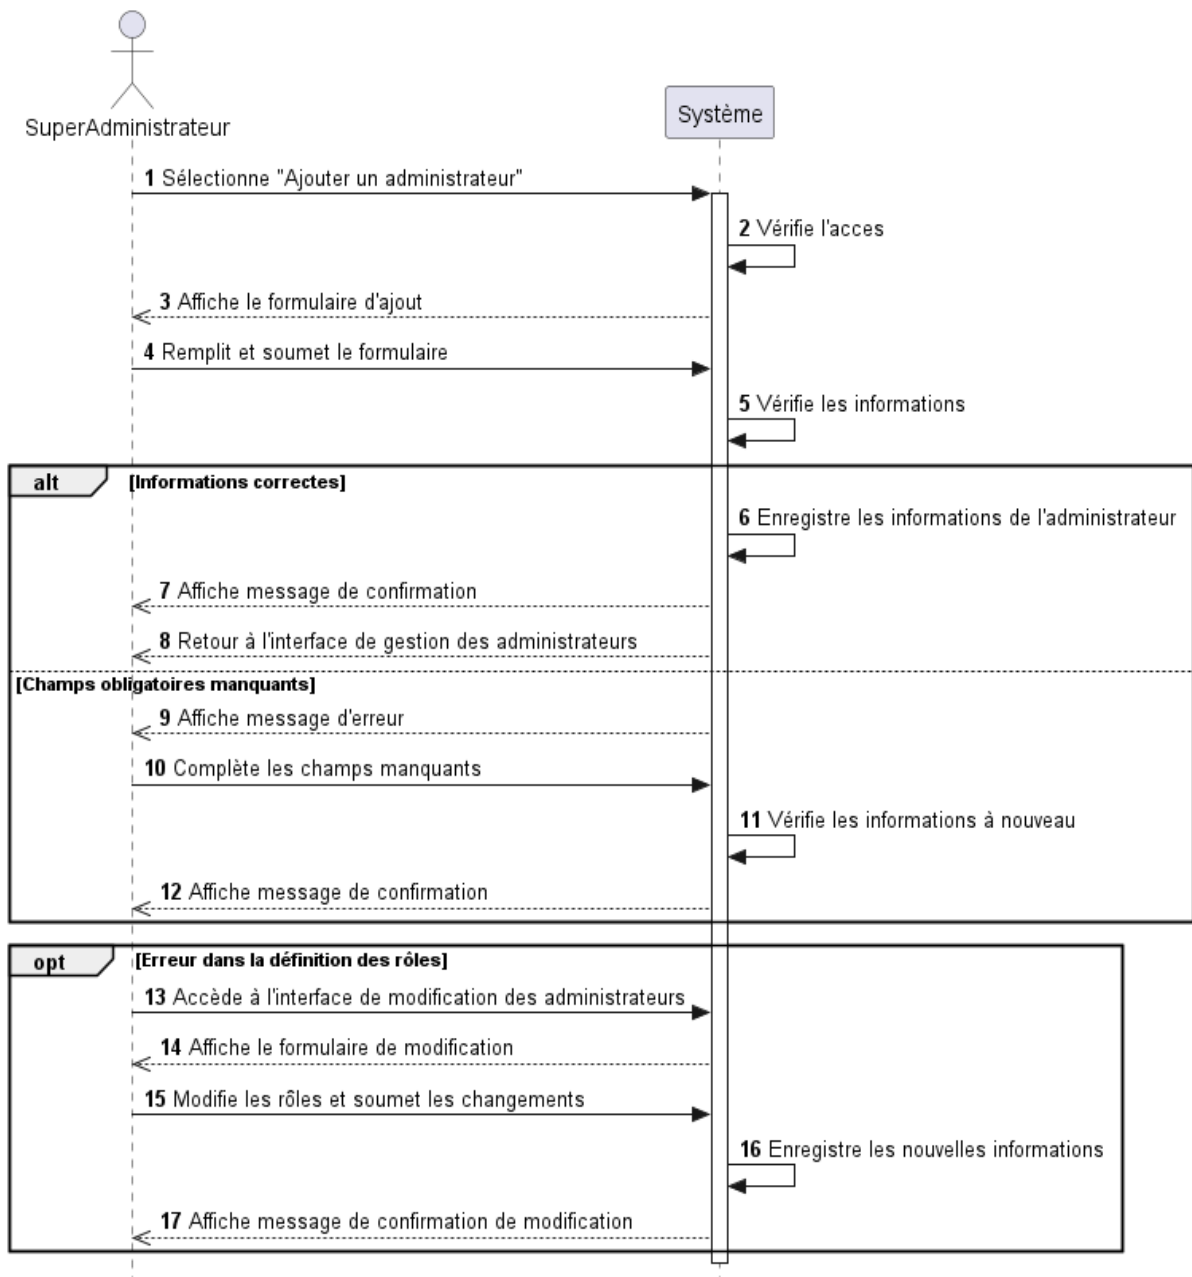 SuperAdministrateur
Système
1 Sélectionne "Ajouter un administrateur"
2 Vérifie l'acces
3 Affiche le formulaire d'ajout
4 Remplit et soumet le formulaire
5 Vérifie les informations
alt [Informations correctes]
6 Enregistre les informations de l'administrateur
7 Affiche message de confirmation
8 Retour à l'interface de gestion des administrateurs
[Champs obligatoires manquants]
9 Affiche message d'erreur
10 Complète les champs manquants
11 Vérifie les informations à nouveau
12 Affiche message de confirmation
opt [Erreur dans la définition des rôles]
13 Accède à l'interface de modification des administrateurs
14 Affiche le formulaire de modification
15 Modifie les rôles et soumet les changements
16 Enregistre les nouvelles informations
17 Affiche message de confirmation de modification